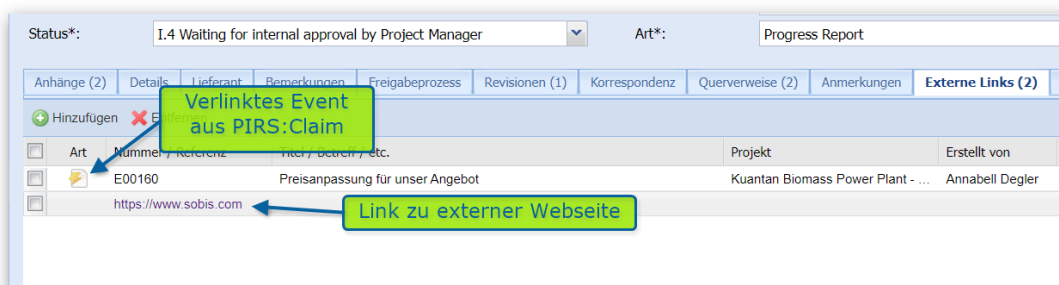 Status*: I.4 Waiting for internal approval by Project Manager Art*: Progress Report
Anhänge (2) Details Lieferant Bemerkungen Freigabeprozess Revisionen (1) Korrespondenz Querverweise (2) Anmerkungen Externe Links (2)
Verlinktes Event
aus PIRS:Claim
Hinzufügen Entfernen
Art Nummer / Referenz Titel / Betreff / etc. Projekt Erstellt von
E00160 Preisanpassung für unser Angebot Kuantan Biomass Power Plant - ... Annabell Degler
https://www.sobis.com
Link zu externer Webseite